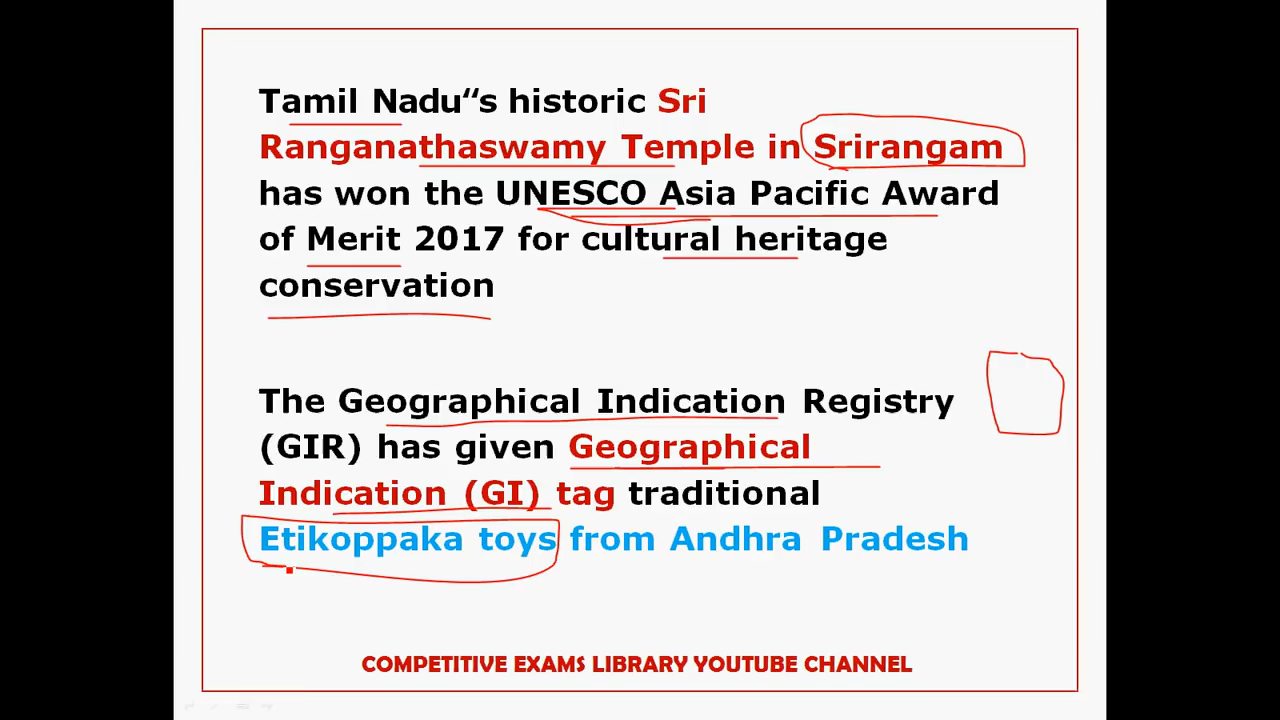 Tamil Nadu“s historic Sri
Ranganathaswamy Temple in Srirangam
has won the UNESCO Asia Pacific Award
of Merit 2017 for cultural heritage
conservation
The Geographical Indication Registry
(GIR) has given Geographical
Indication (GI) tag traditional
Etikoppaka toys from Andhra Pradesh
COMPETITIVE EXAMS LIBRARY YOUTUBE CHANNEL